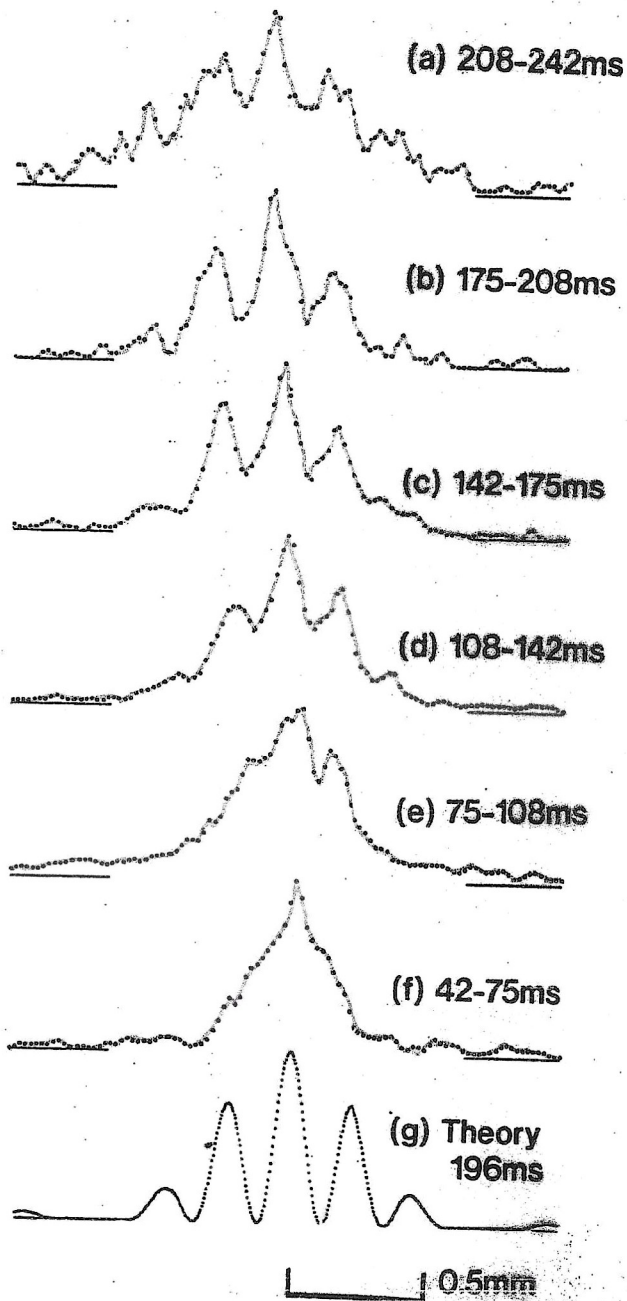 (a) 208-242ms
(b) 175-208ms
(c) 142-175ms
(d) 108-142ms
(e) 75-108ms
(f) 42-75ms
(g) Theory
196ms
0.5mm